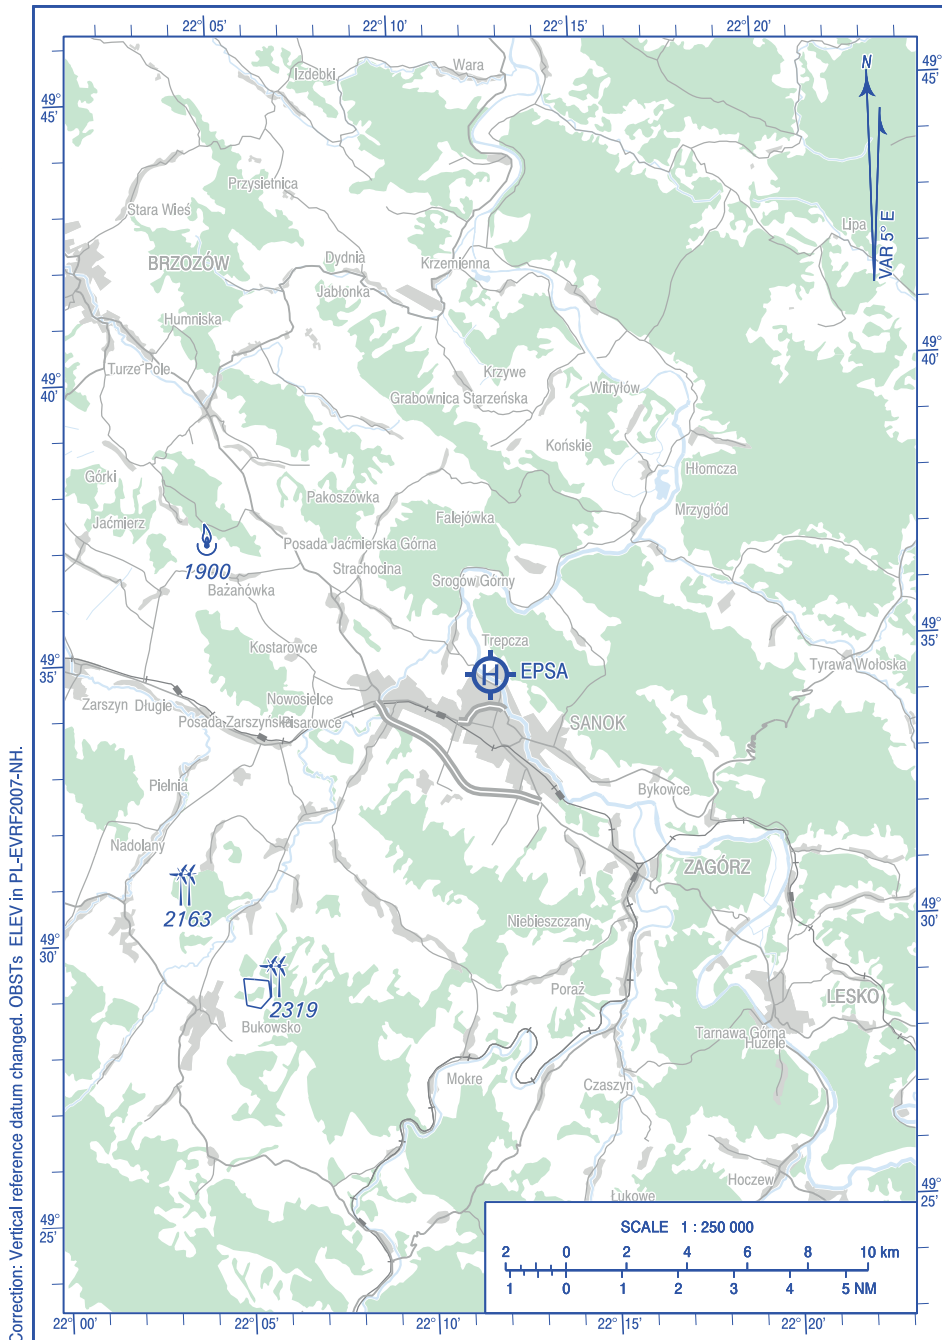 22° 05'
22° 10'
22° 15'
22° 20'
Wara
Izdebki
N
49°
45'
49°
45'
Przysietnica
Stara Wieś
Lipa
VAR 5° E
BRZOZÓW
Dydnia
Krzemienna
Jabłonka
Humniska
49°
40'
Turze Pole
Krzywe
49°
40'
Witryłów
Grabownica Starzeńska
Końskie
Górki
Hłomcza
Pakoszówka
Mrzygłód
Jaćmierz
Falejówka
Posada Jaćmierska Górna
1900
Strachocina
Srogów Górny
Bażanówka
49°
35'
Trepcza
Kostarowce
49°
35'
EPSA
Tyrawa Wołoska
Zarszyn
Długie
Nowosielce
Posada Zarszyńska
Pisarowce
SANOK
Pielnia
Bykowce
Nadolany
ZAGÓRZ
2163
Niebieszczany
49°
30'
49°
30'
Poraż
LESKO
2319
Bukowsko
Tarnawa Górna
Huzele
Mokre
Czaszyn
Hoczew
Łukowe
49°
25'
49°
25'
SCALE 1 : 250 000
2 0 2 4 6 8 10 km
1 0 1 2 3 4 5 NM
22° 00'
22° 05'
22° 10'
22° 15'
22° 20'
Correction: Vertical reference datum changed. OBSTs ELEV in PL-EVRF2007-NH.
H